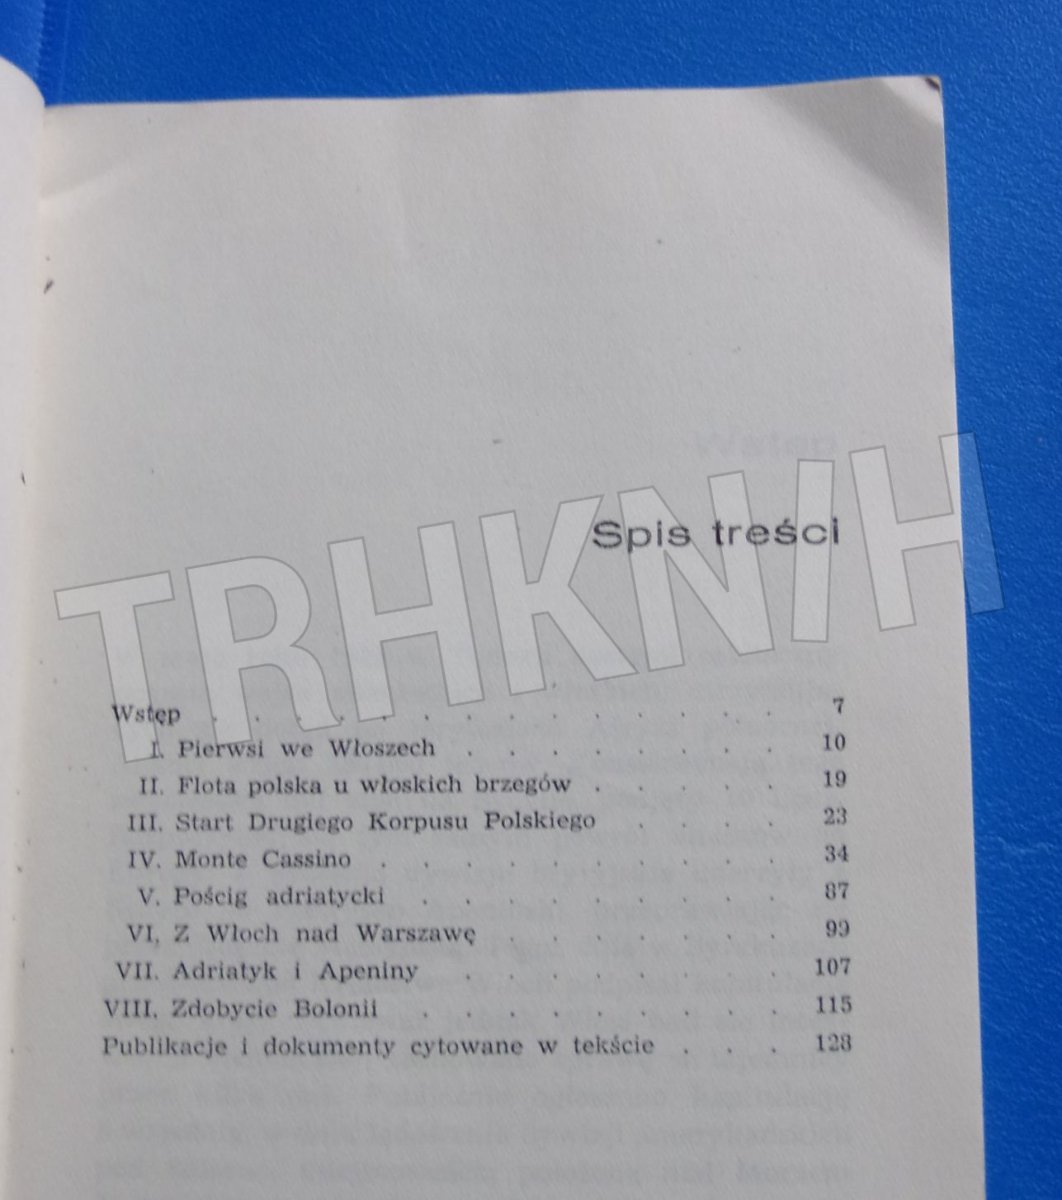 Wstęp
TRHKNIH
Spis treści
Wstęp . . . . . . . . . . . . . . 7
I. Pierwsi we Włoszech . . . . . . . . 10
II. Flota polska u włoskich brzegów . . . . . 19
III. Start Drugiego Korpusu Polskiego . . . . 23
IV. Monte Cassino . . . . . . . . . . 34
V. Pościg adriatycki . . . . . . . . . 87
VI, Z Włoch nad Warszawę . . . . . . . 99
VII. Adriatyk i Apeniny . . . . . . . . 107
VIII. Zdobycie Bolonii . . . . . . . . . 115
Publikacje i dokumenty cytowane w tekście . . . 128